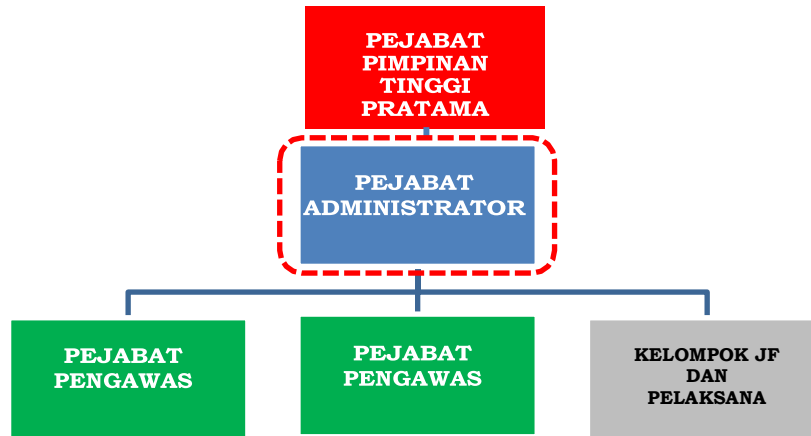 PEJABAT
PIMPINAN
TINGGI
PRATAMA
PEJABAT
ADMINISTRATOR
PEJABAT
PENGAWAS
PEJABAT
PENGAWAS
KELOMPOK JF
DAN
PELAKSANA